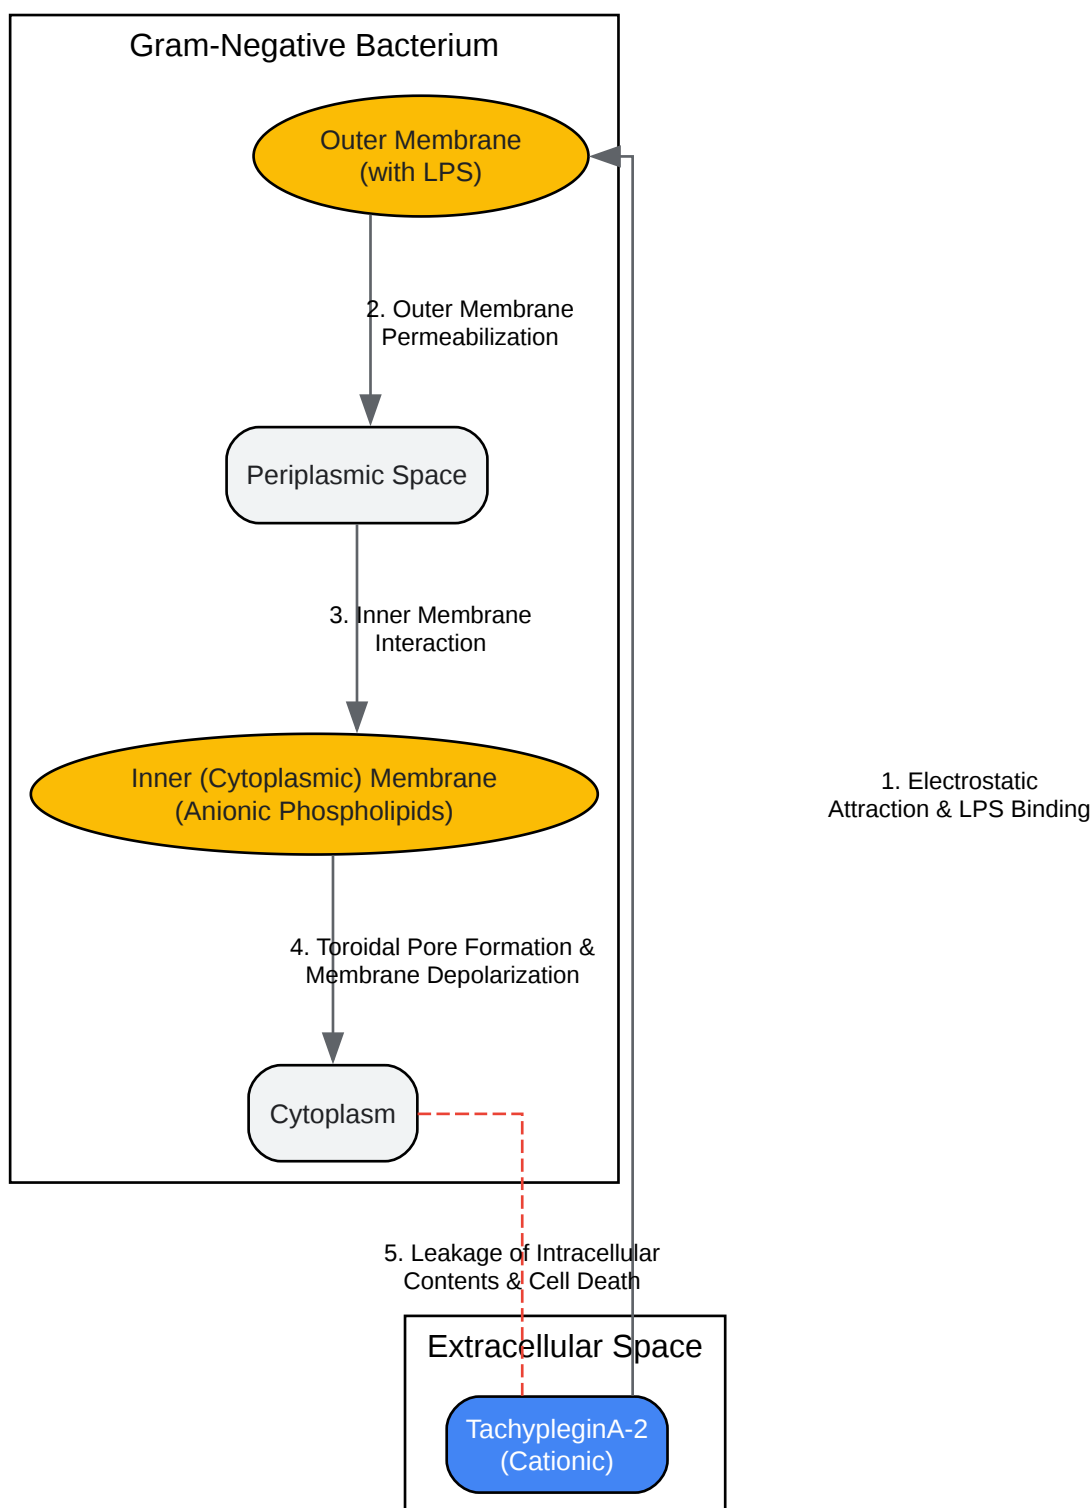 Gram-Negative Bacterium
Outer Membrane
(with LPS)
2. Outer Membrane
Permeabilization
Periplasmic Space
3. Inner Membrane
Interaction
Inner (Cytoplasmic) Membrane
(Anionic Phospholipids)
1. Electrostatic
Attraction & LPS Binding
4. Toroidal Pore Formation &
Membrane Depolarization
Cytoplasm
5. Leakage of Intracellular
Contents & Cell Death
Extracellular Space
TachypleginA-2
(Cationic)